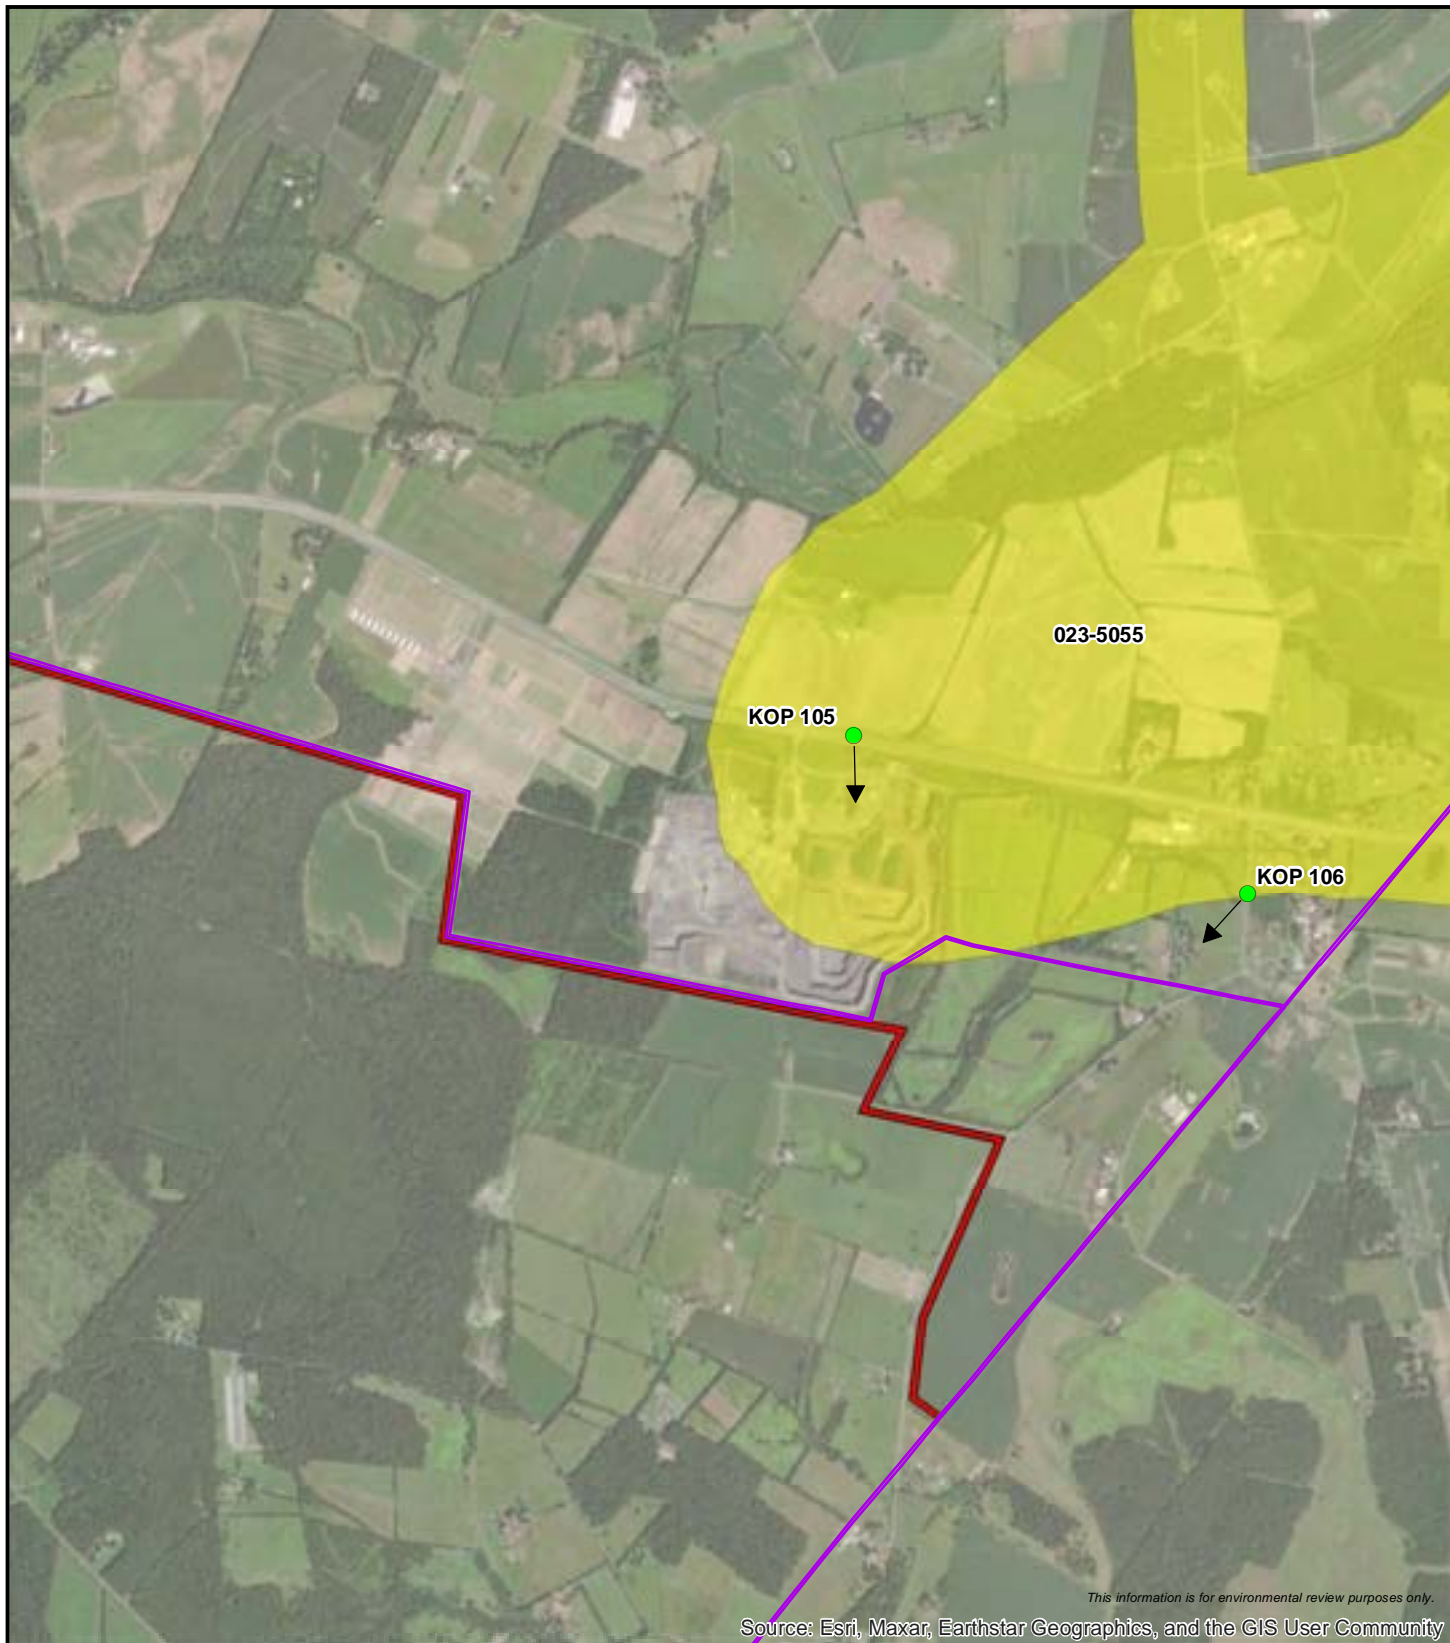 023-5055
KOP 105
KOP 106
This information is for environmental review purposes only.
Source: Esri, Maxar, Earthstar Geographics, and the GIS User Community